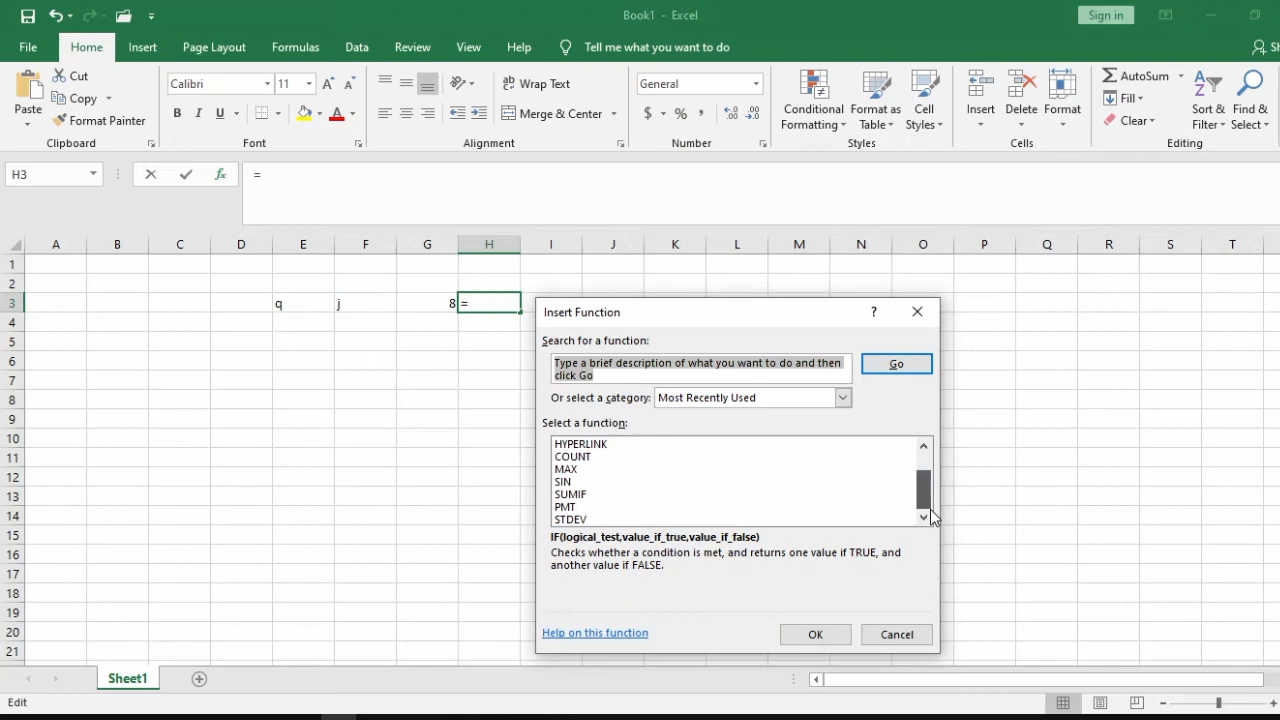 Book1 - Excel
Sign in
File Home Insert Page Layout Formulas Data Review View Help Tell me what you want to do
Cut
Copy
Format Painter
Paste
Clipboard
Calibri 11
B I U
Font
Wrap Text
Merge & Center
Alignment
General
$ % ,
Number
Conditional Formatting
Format as Table
Cell Styles
Styles
Insert Delete Format
Cells
AutoSum
Fill
Clear
Sort & Filter
Find & Select
Editing
H3 fx =
A B C D E F G H I J K L M N O P Q R S T
1
2
3 q j 8 =
4
5
6
7
8
9
10
11
12
13
14
15
16
17
18
19
20
21
Insert Function ?
Search for a function:
Type a brief description of what you want to do and then
click Go
Go
Or select a category: Most Recently Used
Select a function:
HYPERLINK
COUNT
MAX
SIN
SUMIF
PMT
STDEV
IF(logical_test,value_if_true,value_if_false)
Checks whether a condition is met, and returns one value if TRUE, and
another value if FALSE.
Help on this function OK Cancel
Sheet1
Edit